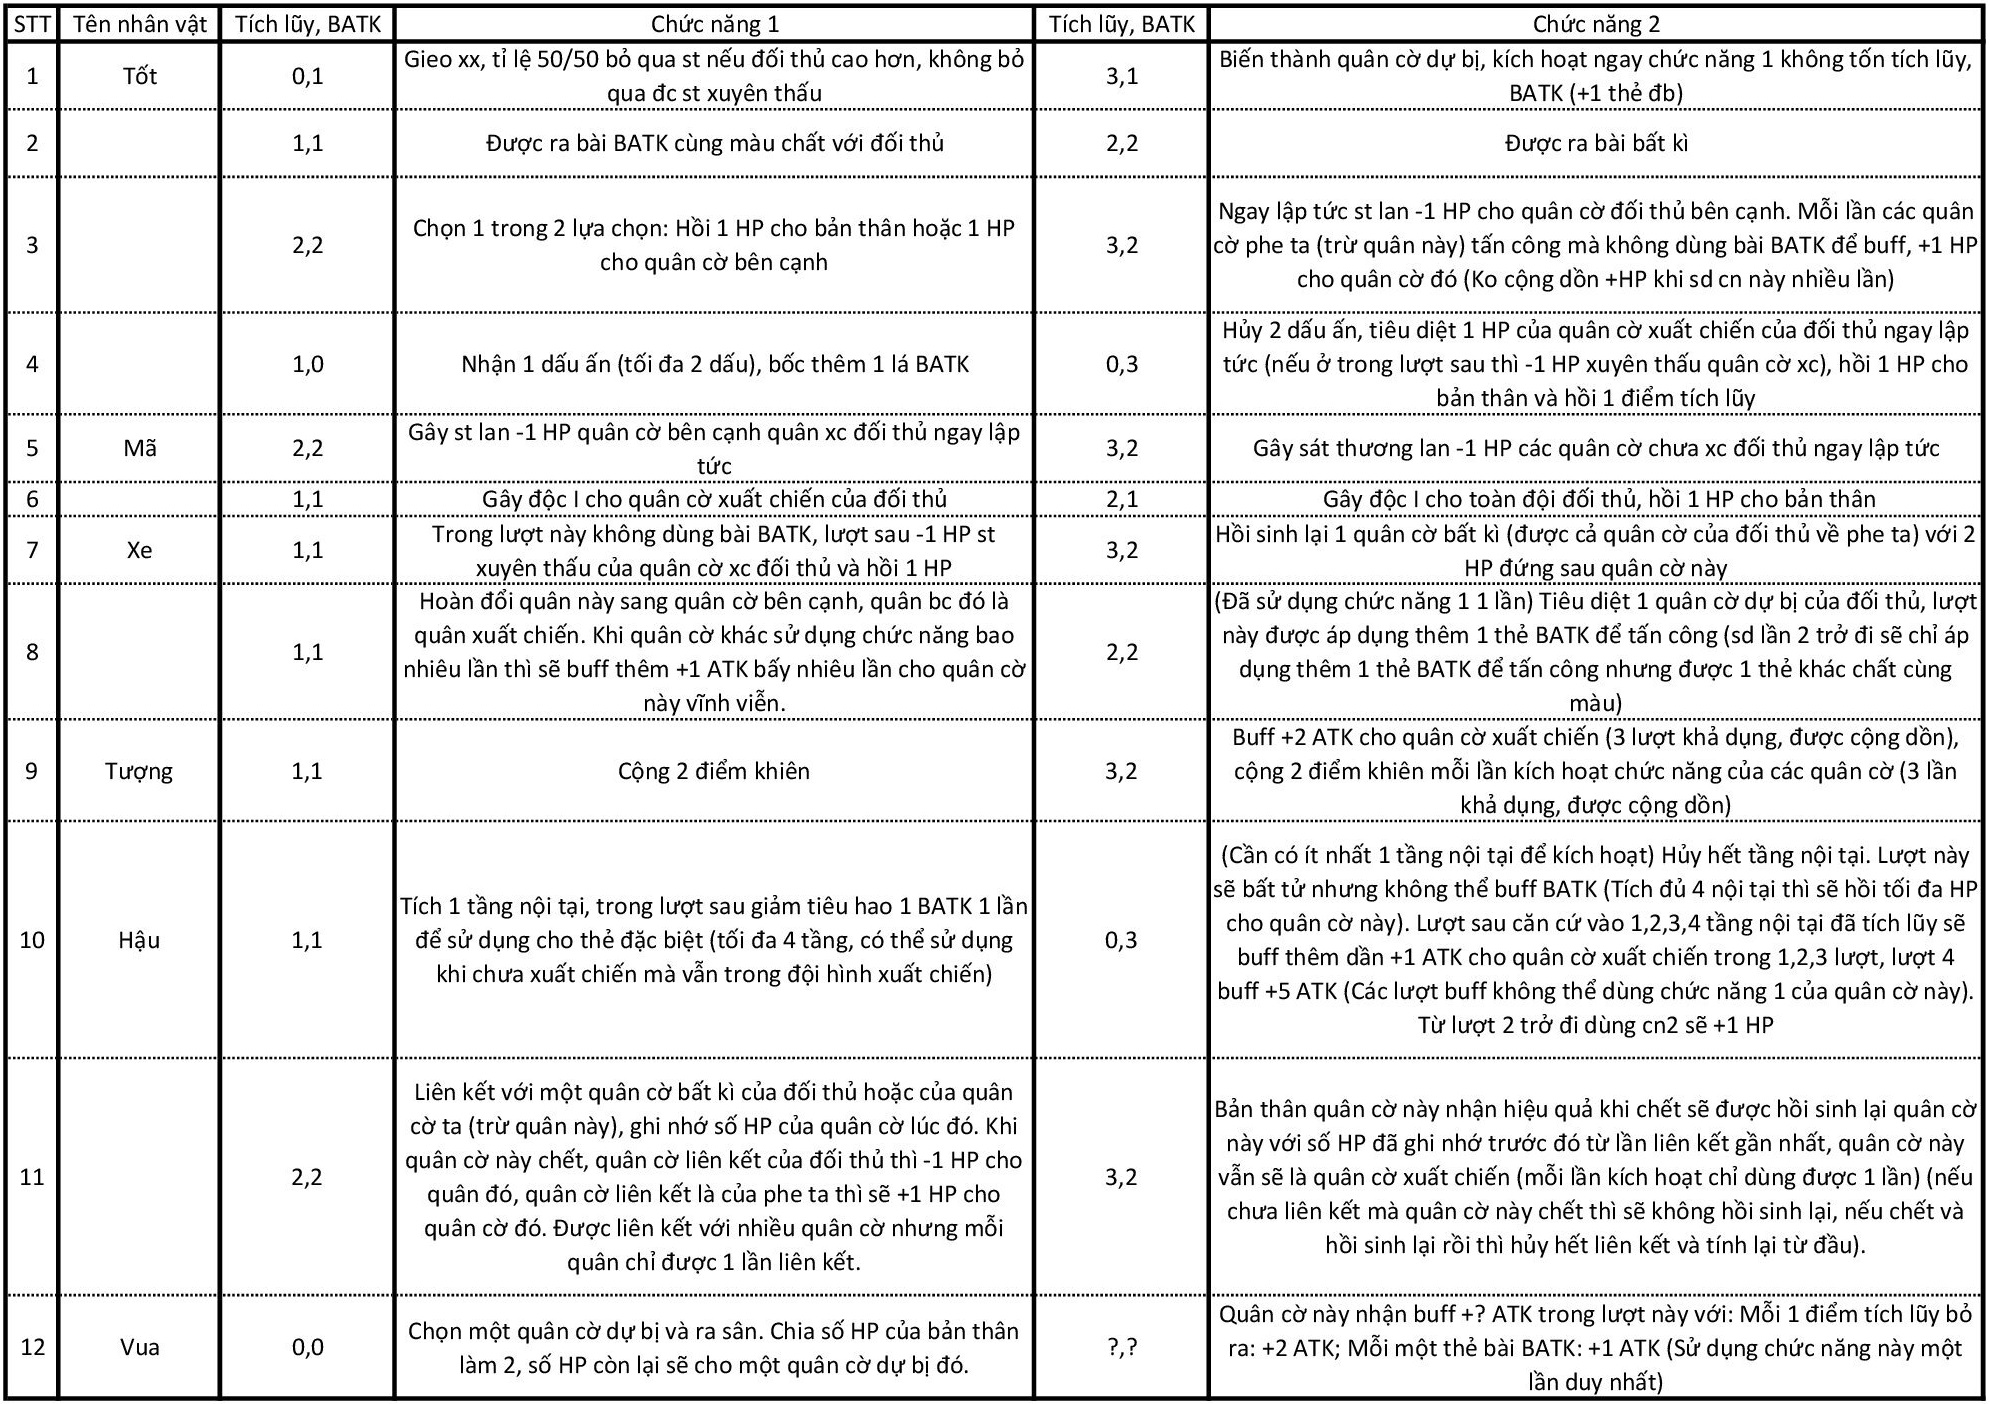 STT Tên nhân vật Tích lũy, BATK Chức năng 1 Tích lũy, BATK Chức năng 2
1 Tốt 0,1
Gieo xx, tỉ lệ 50/50 bỏ qua st nếu đối thủ cao hơn, không bỏ
qua đc st xuyên thấu
3,1
Biến thành quân cờ dự bị, kích hoạt ngay chức năng 1 không tốn tích lũy,
BATK (+1 thẻ đb)
2 1,1 Được ra bài BATK cùng màu chất với đối thủ 2,2 Được ra bài bất kì
3 2,2
Chọn 1 trong 2 lựa chọn: Hồi 1 HP cho bản thân hoặc 1 HP
cho quân cờ bên cạnh
3,2
Ngay lập tức st lan -1 HP cho quân cờ đối thủ bên cạnh. Mỗi lần các quân
cờ phe ta (trừ quân này) tấn công mà không dùng bài BATK để buff, +1 HP
cho quân cờ đó (Ko cộng dồn +HP khi sd cn này nhiều lần)
4 1,0 Nhận 1 dấu ấn (tối đa 2 dấu), bốc thêm 1 lá BATK 0,3
Hủy 2 dấu ấn, tiêu diệt 1 HP của quân cờ xuất chiến của đối thủ ngay lập
tức (nếu ở trong lượt sau thì -1 HP xuyên thấu quân cờ xc), hồi 1 HP cho
bản thân và hồi 1 điểm tích lũy
5 Mã 2,2
Gây st lan -1 HP quân cờ bên cạnh quân xc đối thủ ngay lập
tức
3,2 Gây sát thương lan -1 HP các quân cờ chưa xc đối thủ ngay lập tức
6 1,1 Gây độc I cho quân cờ xuất chiến của đối thủ 2,1 Gây độc I cho toàn đội đối thủ, hồi 1 HP cho bản thân
7 Xe 1,1
Trong lượt này không dùng bài BATK, lượt sau -1 HP st
xuyên thấu của quân cờ xc đối thủ và hồi 1 HP
3,2
Hồi sinh lại 1 quân cờ bất kì (được cả quân cờ của đối thủ về phe ta) với 2
HP đứng sau quân cờ này
8 1,1
Hoàn đổi quân này sang quân cờ bên cạnh, quân bc đó là
quân xuất chiến. Khi quân cờ khác sử dụng chức năng bao
nhiêu lần thì sẽ buff thêm +1 ATK bấy nhiêu lần cho quân cờ
này vĩnh viễn.
2,2
(Đã sử dụng chức năng 1 1 lần) Tiêu diệt 1 quân cờ dự bị của đối thủ, lượt
này được áp dụng thêm 1 thẻ BATK để tấn công (sd lần 2 trở đi sẽ chỉ áp
dụng thêm 1 thẻ BATK để tấn công nhưng được 1 thẻ khác chất cùng
màu)
9 Tượng 1,1 Cộng 2 điểm khiên 3,2
Buff +2 ATK cho quân cờ xuất chiến (3 lượt khả dụng, được cộng dồn),
cộng 2 điểm khiên mỗi lần kích hoạt chức năng của các quân cờ (3 lần
khả dụng, được cộng dồn)
10 Hậu 1,1
Tích 1 tầng nội tại, trong lượt sau giảm tiêu hao 1 BATK 1 lần
để sử dụng cho thẻ đặc biệt (tối đa 4 tầng, có thể sử dụng
khi chưa xuất chiến mà vẫn trong đội hình xuất chiến)
0,3
(Cần có ít nhất 1 tầng nội tại để kích hoạt) Hủy hết tầng nội tại. Lượt này
sẽ bất tử nhưng không thể buff BATK (Tích đủ 4 nội tại thì sẽ hồi tối đa HP
cho quân cờ này). Lượt sau căn cứ vào 1,2,3,4 tầng nội tại đã tích lũy sẽ
buff thêm dần +1 ATK cho quân cờ xuất chiến trong 1,2,3 lượt, lượt 4
buff +5 ATK (Các lượt buff không thể dùng chức năng 1 của quân cờ này).
Từ lượt 2 trở đi dùng cn2 sẽ +1 HP
11 2,2
Liên kết với một quân cờ bất kì của đối thủ hoặc của quân
cờ ta (trừ quân này), ghi nhớ số HP của quân cờ lúc đó. Khi
quân cờ này chết, quân cờ liên kết của đối thủ thì -1 HP cho
quân đó, quân cờ liên kết là của phe ta thì sẽ +1 HP cho
quân cờ đó. Được liên kết với nhiều quân cờ nhưng mỗi
quân chỉ được 1 lần liên kết.
3,2
Bản thân quân cờ này nhận hiệu quả khi chết sẽ được hồi sinh lại quân cờ
này với số HP đã ghi nhớ trước đó từ lần liên kết gần nhất, quân cờ này
vẫn sẽ là quân cờ xuất chiến (mỗi lần kích hoạt chỉ dùng được 1 lần) (nếu
chưa liên kết mà quân cờ này chết thì sẽ không hồi sinh lại, nếu chết và
hồi sinh lại rồi thì hủy hết liên kết và tính lại từ đầu).
12 Vua 0,0
Chọn một quân cờ dự bị và ra sân. Chia số HP của bản thân
làm 2, số HP còn lại sẽ cho một quân cờ dự bị đó.
?,?
Quân cờ này nhận buff +? ATK trong lượt này với: Mỗi 1 điểm tích lũy bỏ
ra: +2 ATK; Mỗi một thẻ bài BATK: +1 ATK (Sử dụng chức năng này một
lần duy nhất)